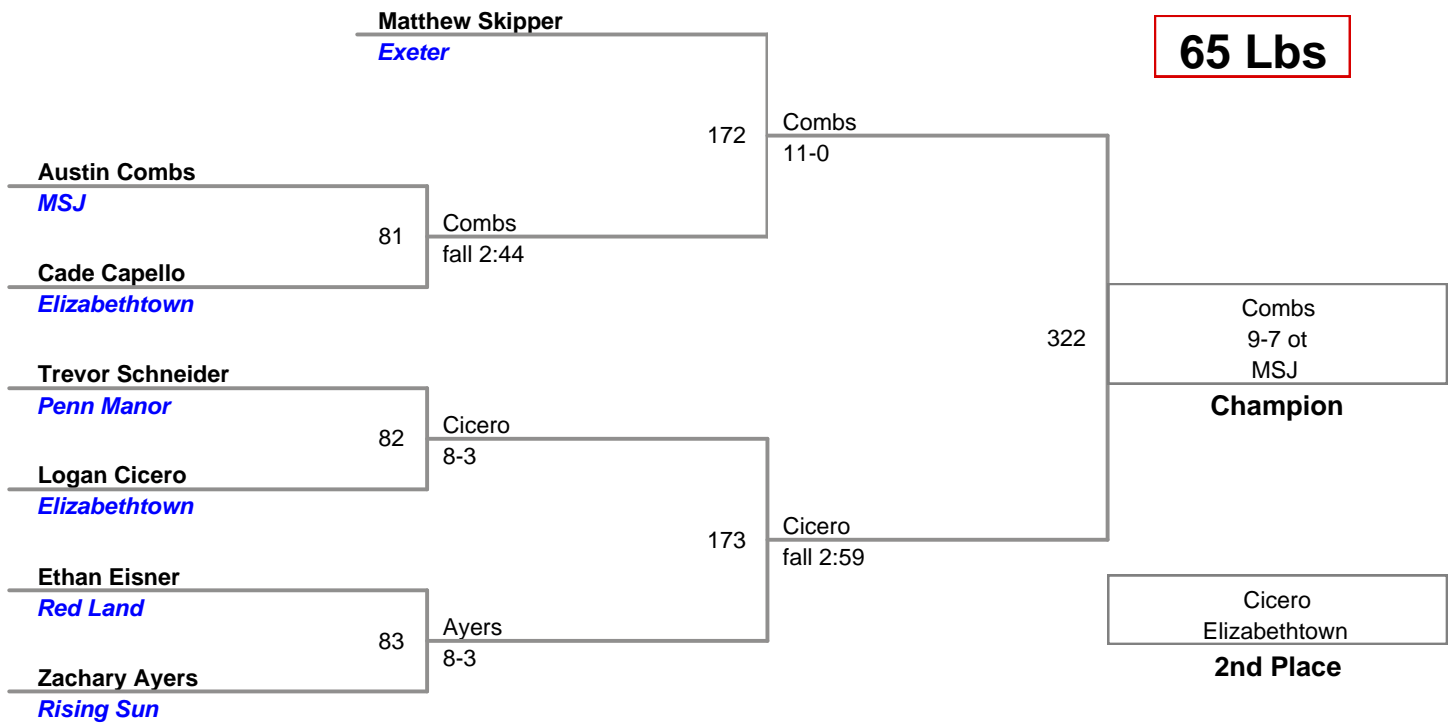 Matthew Skipper
Exeter
65 Lbs
172
Combs
11-0
Austin Combs
MSJ
81
Combs
fall 2:44
Cade Capello
Elizabethtown
322
Combs
9-7 ot
MSJ
Champion
Trevor Schneider
Penn Manor
82
Cicero
8-3
Logan Cicero
Elizabethtown
173
Cicero
fall 2:59
Ethan Eisner
Red Land
83
Ayers
8-3
Zachary Ayers
Rising Sun
Cicero
Elizabethtown
2nd Place